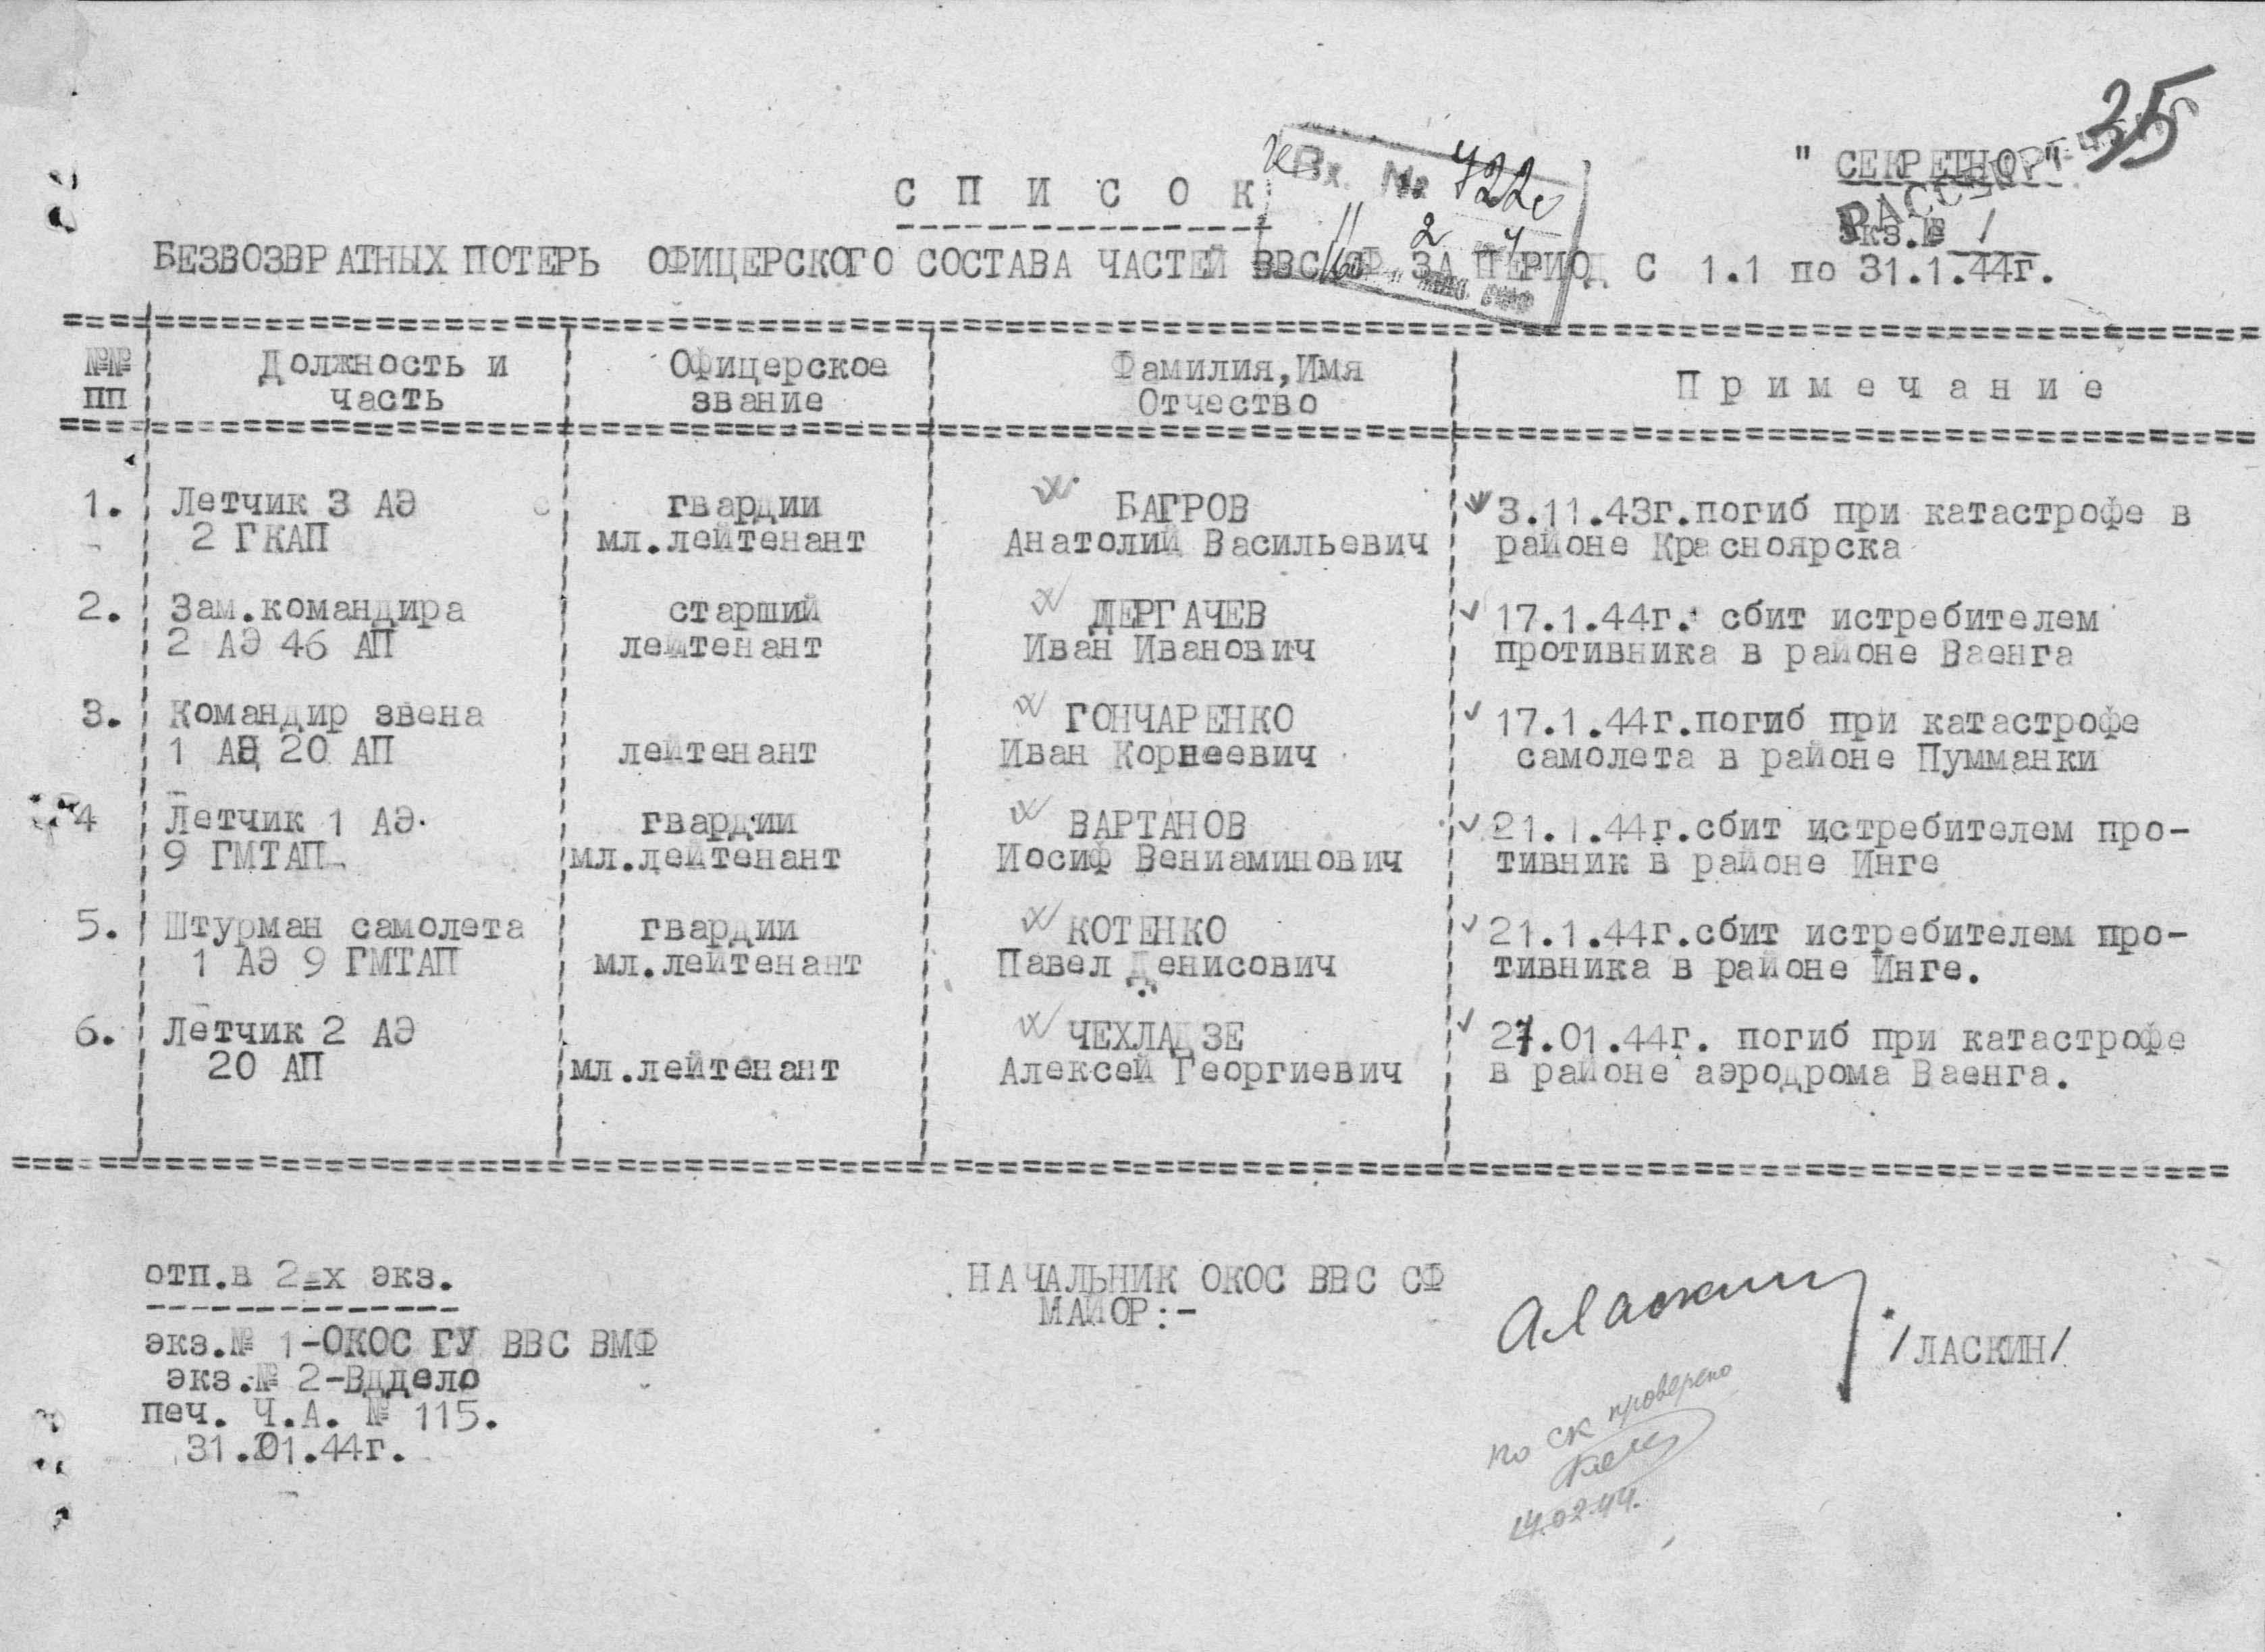 35
" СЕКРЕТНО "
РАССЕКРЕЧЕНО
Экз.№ 1
Вх. №
С П И С О К
БЕЗВОЗВРАТНЫХ ПОТЕРЬ ОФИЦЕРСКОГО СОСТАВА ЧАСТЕЙ ВВС СФ ЗА ПЕРИОД С 1.1 по 31.1.44г.
№№ Должность и Офицерское Фамилия,Имя Примечание
пп часть звание Отчество
1. Летчик 3 АЭ гвардии БАГРОВ 3.11.43г.погиб при катастрофе в
2 ГКАП мл.лейтенант Анатолий Васильевич районе Красноярска
2. Зам.командира старший ДЕРГАЧЕВ 17.1.44г. сбит истребителем
2 АЭ 46 АП лейтенант Иван Иванович противника в районе Ваенга
3. Командир звена ГОНЧАРЕНКО 17.1.44г.погиб при катастрофе
1 АЭ 20 АП лейтенант Иван Корнеевич самолета в районе Пумманки
4 Летчик 1 АЭ. гвардии ВАРТАНОВ 21.1.44г.сбит истребителем про-
9 ГМТАП мл.лейтенант Иосиф Вениаминович тивник в районе Инге
5. Штурман самолета гвардии КОТЕНКО 21.1.44г.сбит истребителем про-
1 АЭ 9 ГМТАП мл.лейтенант Павел Денисович тивника в районе Инге.
6. Летчик 2 АЭ ЧЕХЛАДЗЕ 27.01.44г. погиб при катастрофе
20 АП мл.лейтенант Алексей Георгиевич в районе аэродрома Ваенга.
отп.в 2-х экз.
НАЧАЛЬНИК ОКОС ВВС СФ
МАЙОР:-
АЛаскин
/ЛАСКИН/
экз.№ 1-ОКОС ГУ ВВС ВМФ
экз.№ 2-Вддело
печ. Ч.А. № 115.
31.01.44г.
по СК проверено
14.02.44.